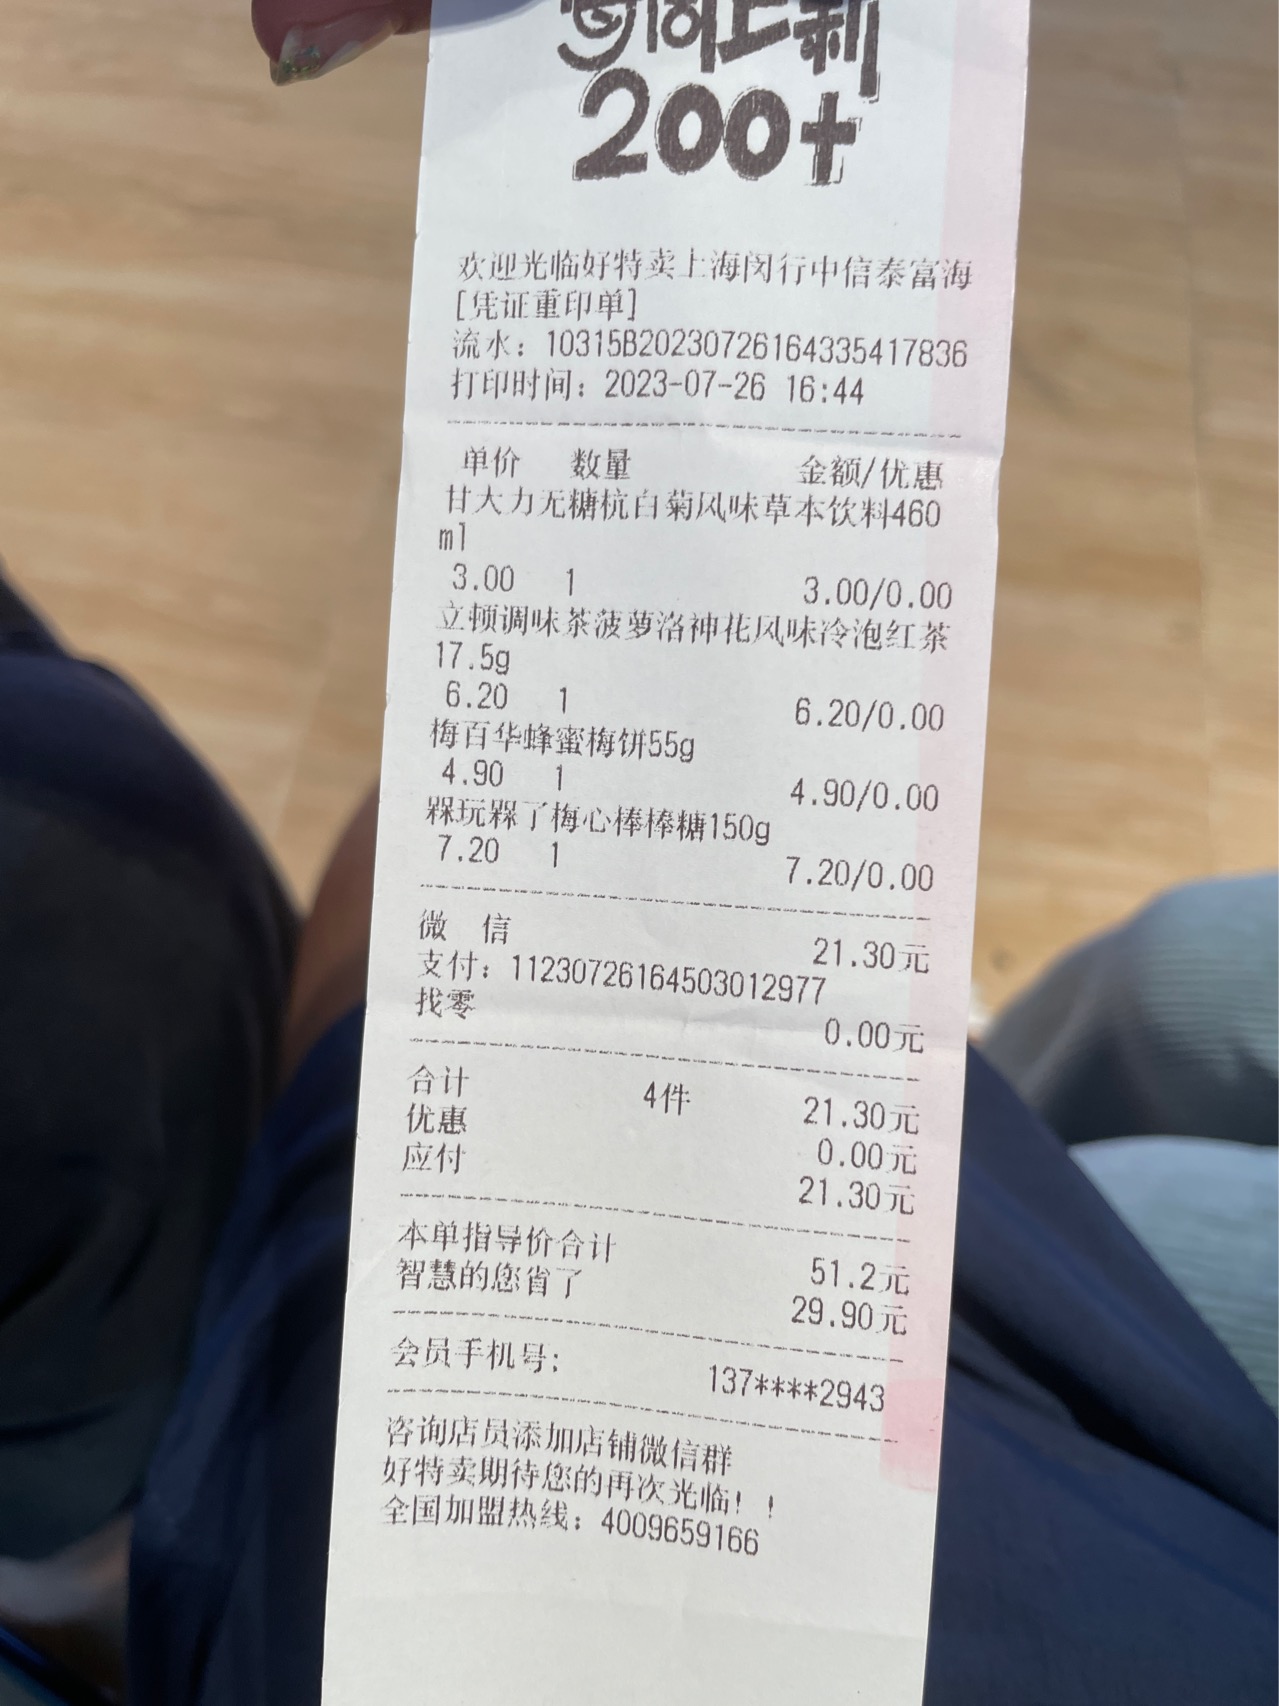 每周上新
200+
欢迎光临好特卖上海闵行中信泰富海
[凭证重印单]
流水：10315B2023072616433541​7836
打印时间：2023-07-26 16:44
单价 数量 金额/优惠
甘大力无糖杭白菊风味草本饮料460
ml
3.00 1 3.00/0.00
立顿调味茶菠萝洛神花风味冷泡红茶
17.5g
6.20 1 6.20/0.00
梅百华蜂蜜梅饼55g
4.90 1 4.90/0.00
槑玩槑了梅心棒棒糖150g
7.20 1 7.20/0.00
微 信 21.30元
支付：11230726164503012977
找零 0.00元
合计 4件 21.30元
优惠 0.00元
应付 21.30元
本单指导价合计 51.2元
智慧的您省了 29.90元
会员手机号： 137****2943
咨询店员添加店铺微信群
好特卖期待您的再次光临！！
全国加盟热线：4009659166